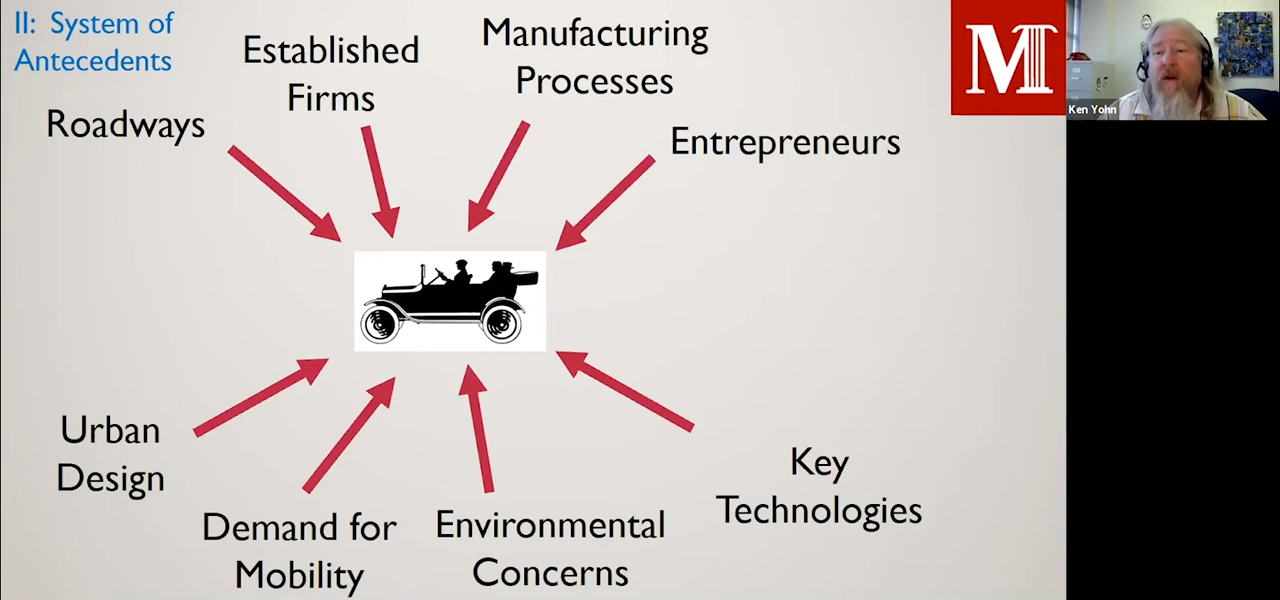 II: System of
Antecedents
Established
Firms
Manufacturing
Processes
Roadways
Entrepreneurs
M
Ken Yohn
Urban
Design
Demand for
Mobility
Environmental
Concerns
Key
Technologies